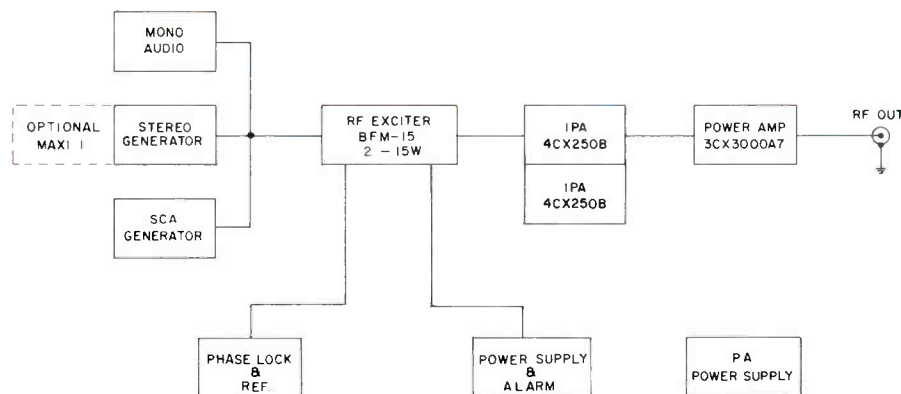 MONO
AUDIO
OPTIONAL
MAXI I
STEREO
GENERATOR
SCA
GENERATOR
RF EXCITER
BFM-15
2 - 15W
IPA
4CX250B
IPA
4CX250B
POWER AMP
3CX3000A7
RF OUT
PHASE LOCK
&
REF.
POWER SUPPLY
&
ALARM
PA
POWER SUPPLY